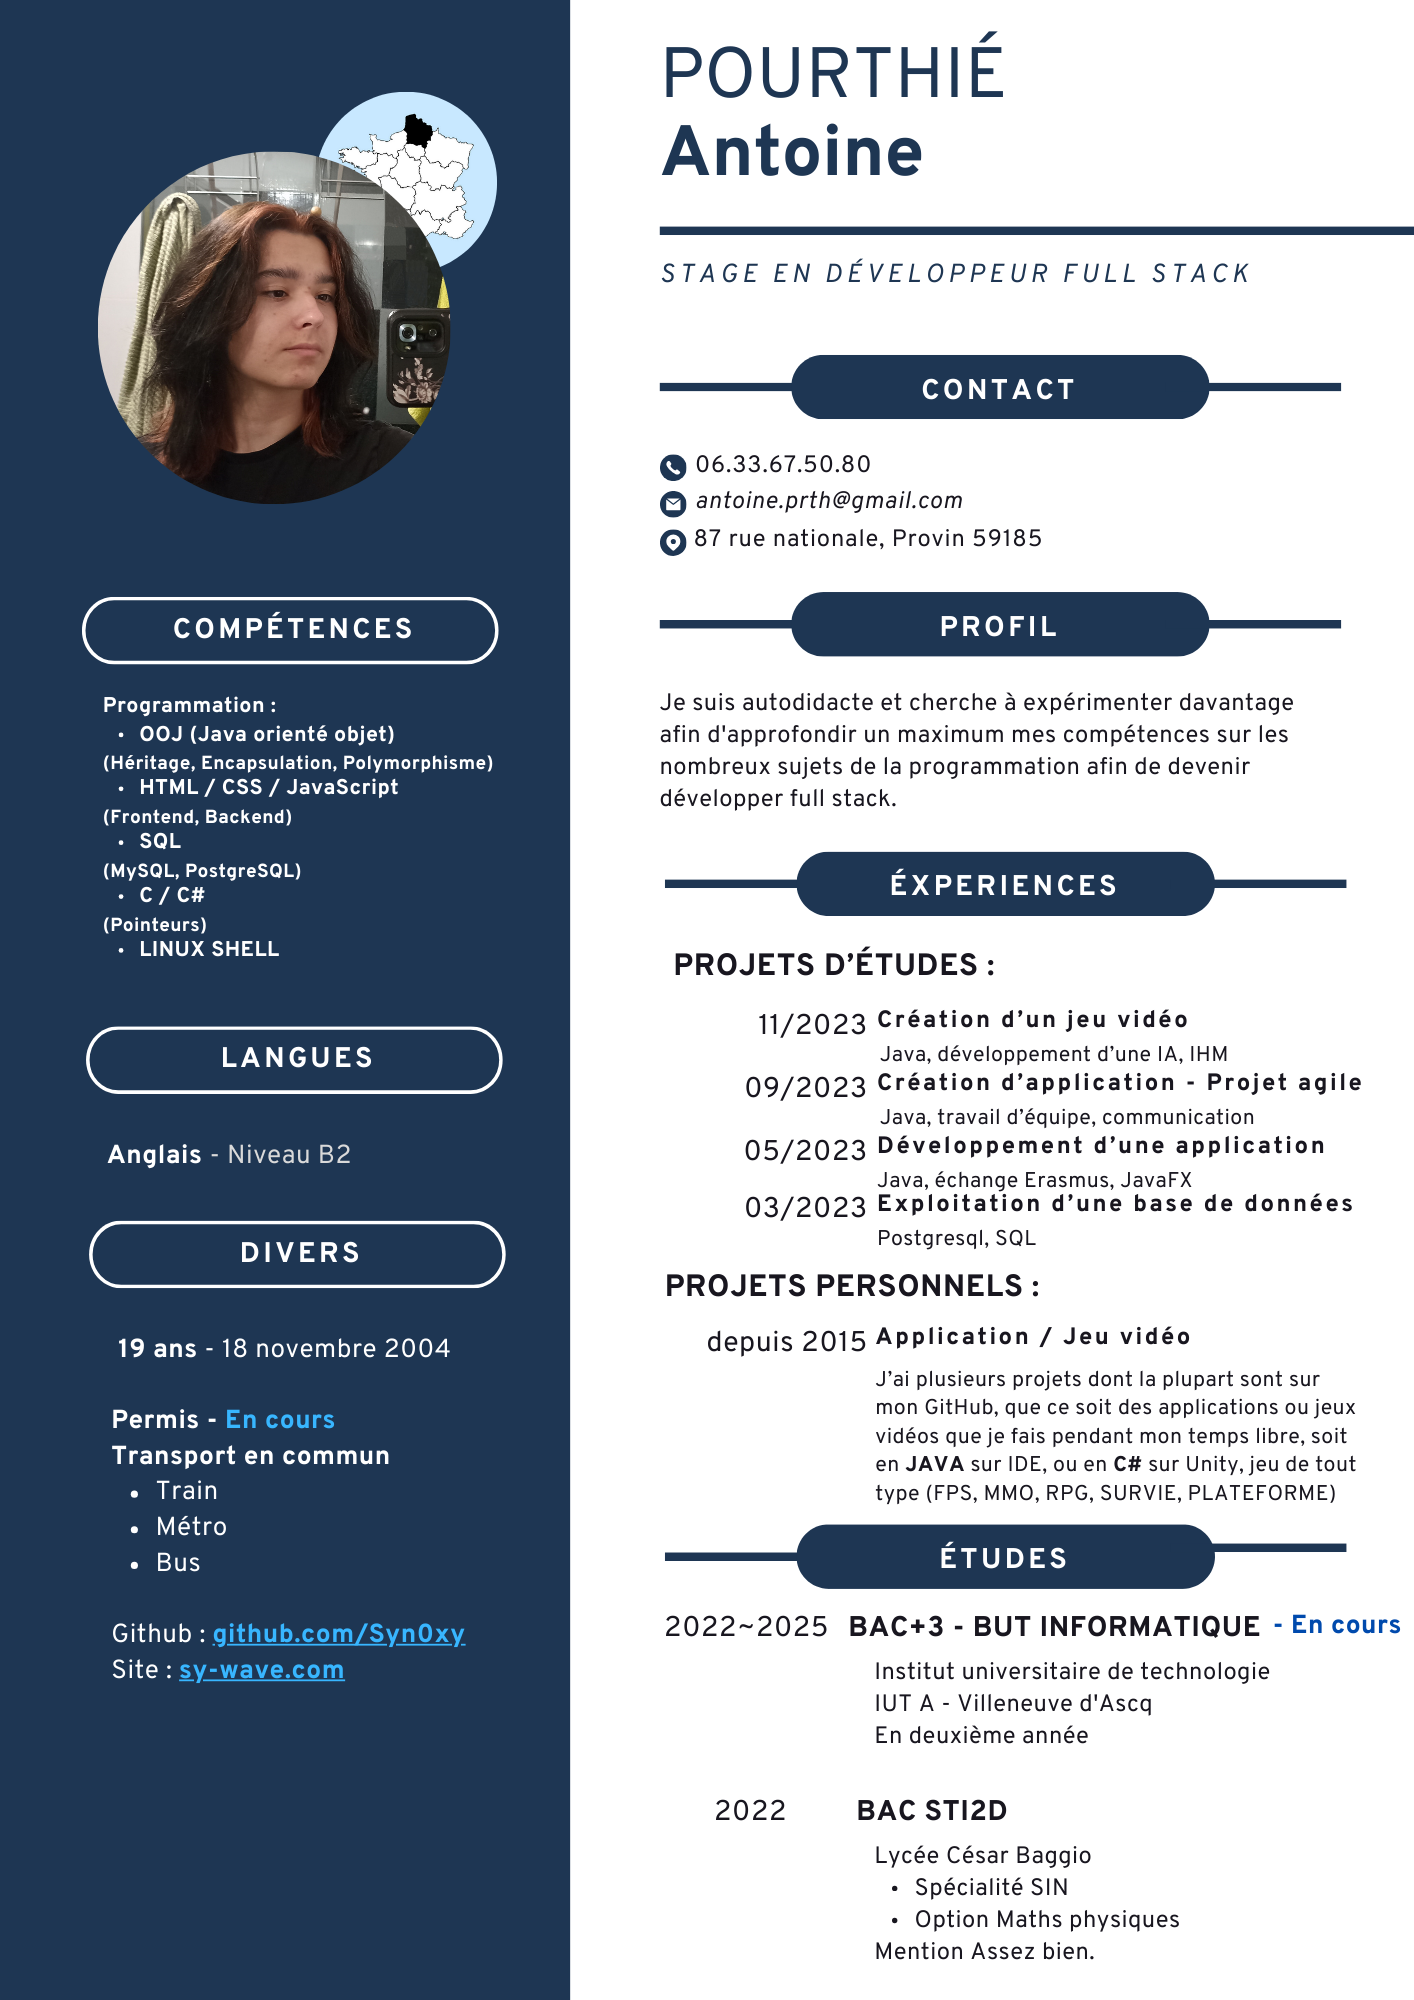 POURTHIÉ
Antoine
STAGE EN DÉVELOPPEUR FULL STACK
CONTACT
06.33.67.50.80
antoine.prth@gmail.com
87 rue nationale, Provin 59185
PROFIL
Je suis autodidacte et cherche à expérimenter davantage
afin d'approfondir un maximum mes compétences sur les
nombreux sujets de la programmation afin de devenir
développer full stack.
ÉXPERIENCES
PROJETS D’ÉTUDES :
11/2023 Création d’un jeu vidéo
Java, développement d’une IA, IHM
09/2023 Création d’application - Projet agile
Java, travail d’équipe, communication
05/2023 Développement d’une application
Java, échange Erasmus, JavaFX
03/2023 Exploitation d’une base de données
Postgresql, SQL
PROJETS PERSONNELS :
depuis 2015 Application / Jeu vidéo
J’ai plusieurs projets dont la plupart sont sur
mon GitHub, que ce soit des applications ou jeux
vidéos que je fais pendant mon temps libre, soit
en JAVA sur IDE, ou en C# sur Unity, jeu de tout
type (FPS, MMO, RPG, SURVIE, PLATEFORME)
ÉTUDES
2022~2025 BAC+3 - BUT INFORMATIQUE - En cours
Institut universitaire de technologie
IUT A - Villeneuve d'Ascq
En deuxième année
2022 BAC STI2D
Lycée César Baggio
• Spécialité SIN
• Option Maths physiques
Mention Assez bien.
COMPÉTENCES
Programmation :
• OOJ (Java orienté objet)
(Héritage, Encapsulation, Polymorphisme)
• HTML / CSS / JavaScript
(Frontend, Backend)
• SQL
(MySQL, PostgreSQL)
• C / C#
(Pointeurs)
• LINUX SHELL
LANGUES
Anglais - Niveau B2
DIVERS
19 ans - 18 novembre 2004
Permis - En cours
Transport en commun
• Train
• Métro
• Bus
Github : github.com/Syn0xy
Site : sy-wave.com